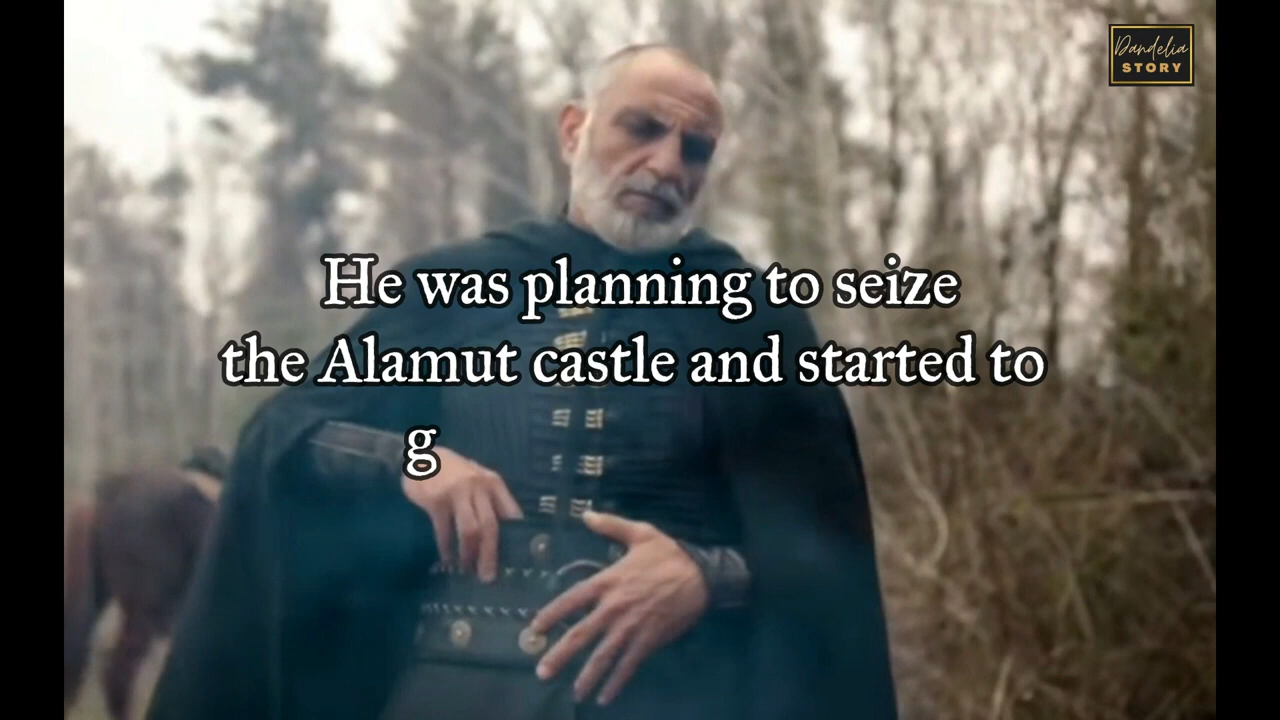 Dandelia
STORY
He was planning to seize
the Alamut castle and started to
g